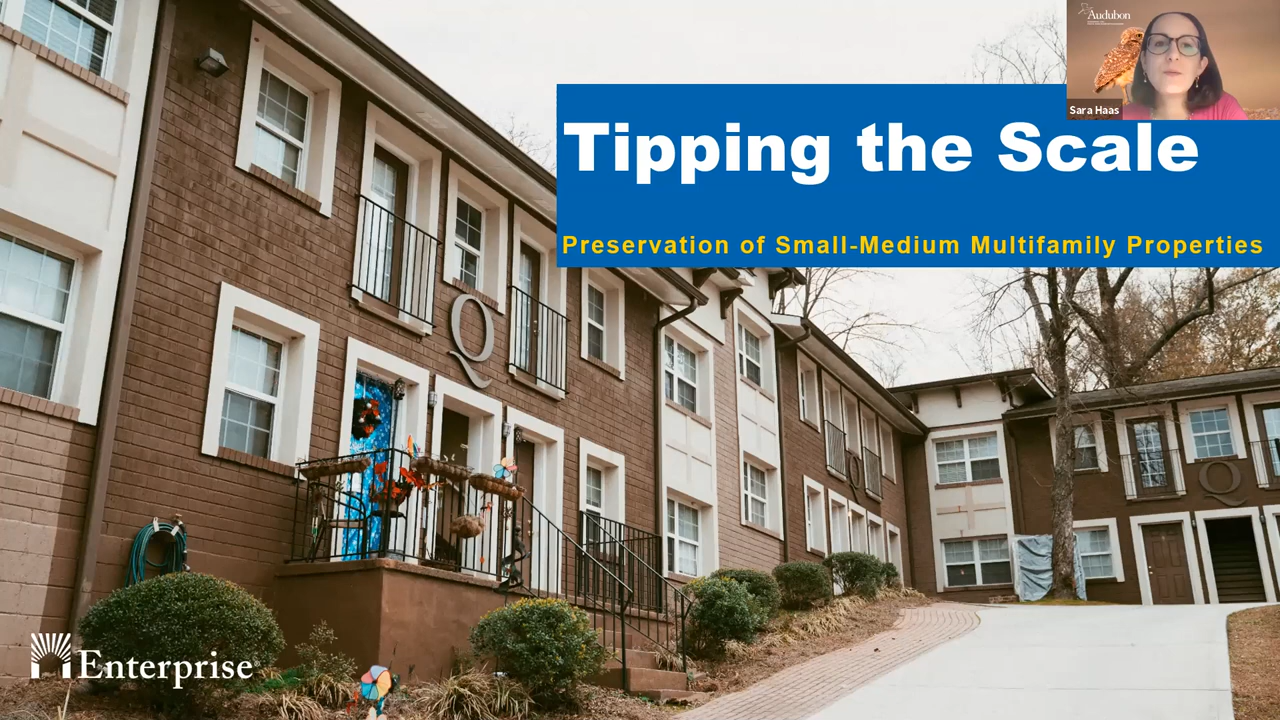 Audubon
Sara Haas
Tipping the Scale
Preservation of Small-Medium Multifamily Properties
Q
Q
Q
Enterprise